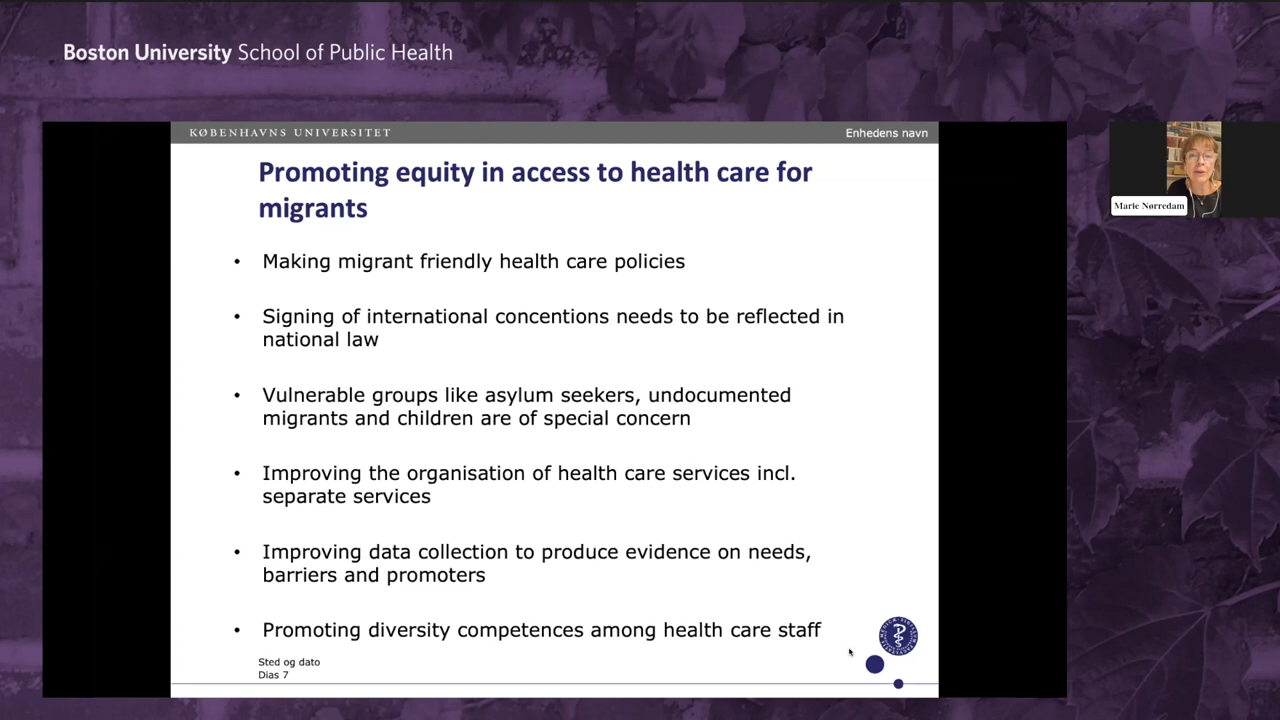 Boston University School of Public Health
KØBENHAVNS UNIVERSITET
Enhedens navn
Promoting equity in access to health care for
migrants
• Making migrant friendly health care policies
• Signing of international concentions needs to be reflected in
national law
• Vulnerable groups like asylum seekers, undocumented
migrants and children are of special concern
• Improving the organisation of health care services incl.
separate services
• Improving data collection to produce evidence on needs,
barriers and promoters
• Promoting diversity competences among health care staff
Sted og dato
Dias 7
Marie Nørredam